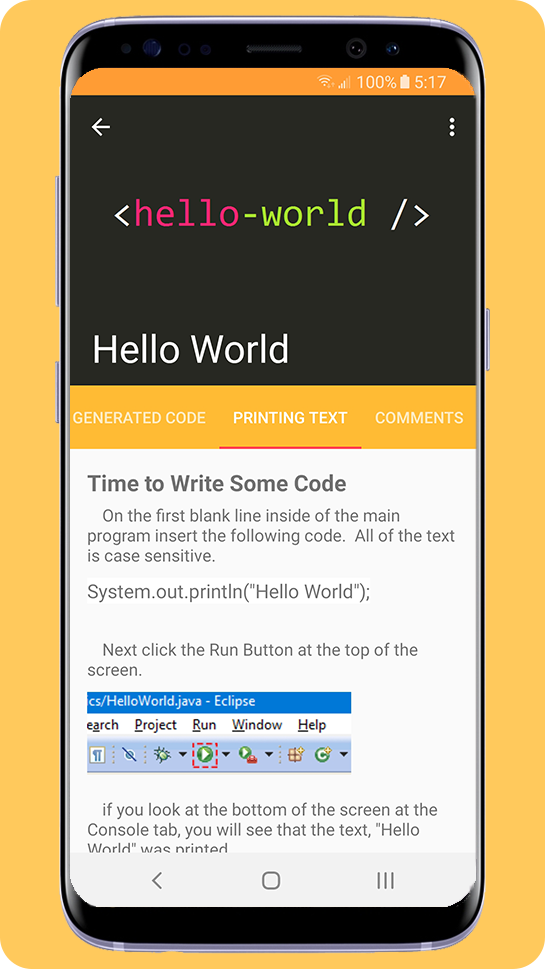 100% 5:17
<hello-world />
Hello World
GENERATED CODE PRINTING TEXT COMMENTS
Time to Write Some Code
On the first blank line inside of the main
program insert the following code. All of the text
is case sensitive.
System.out.println("Hello World");
Next click the Run Button at the top of the
screen.
cs/HelloWorld.java - Eclipse
earch Project Run Window Help
if you look at the bottom of the screen at the
Console tab, you will see that the text, "Hello
World" was printed